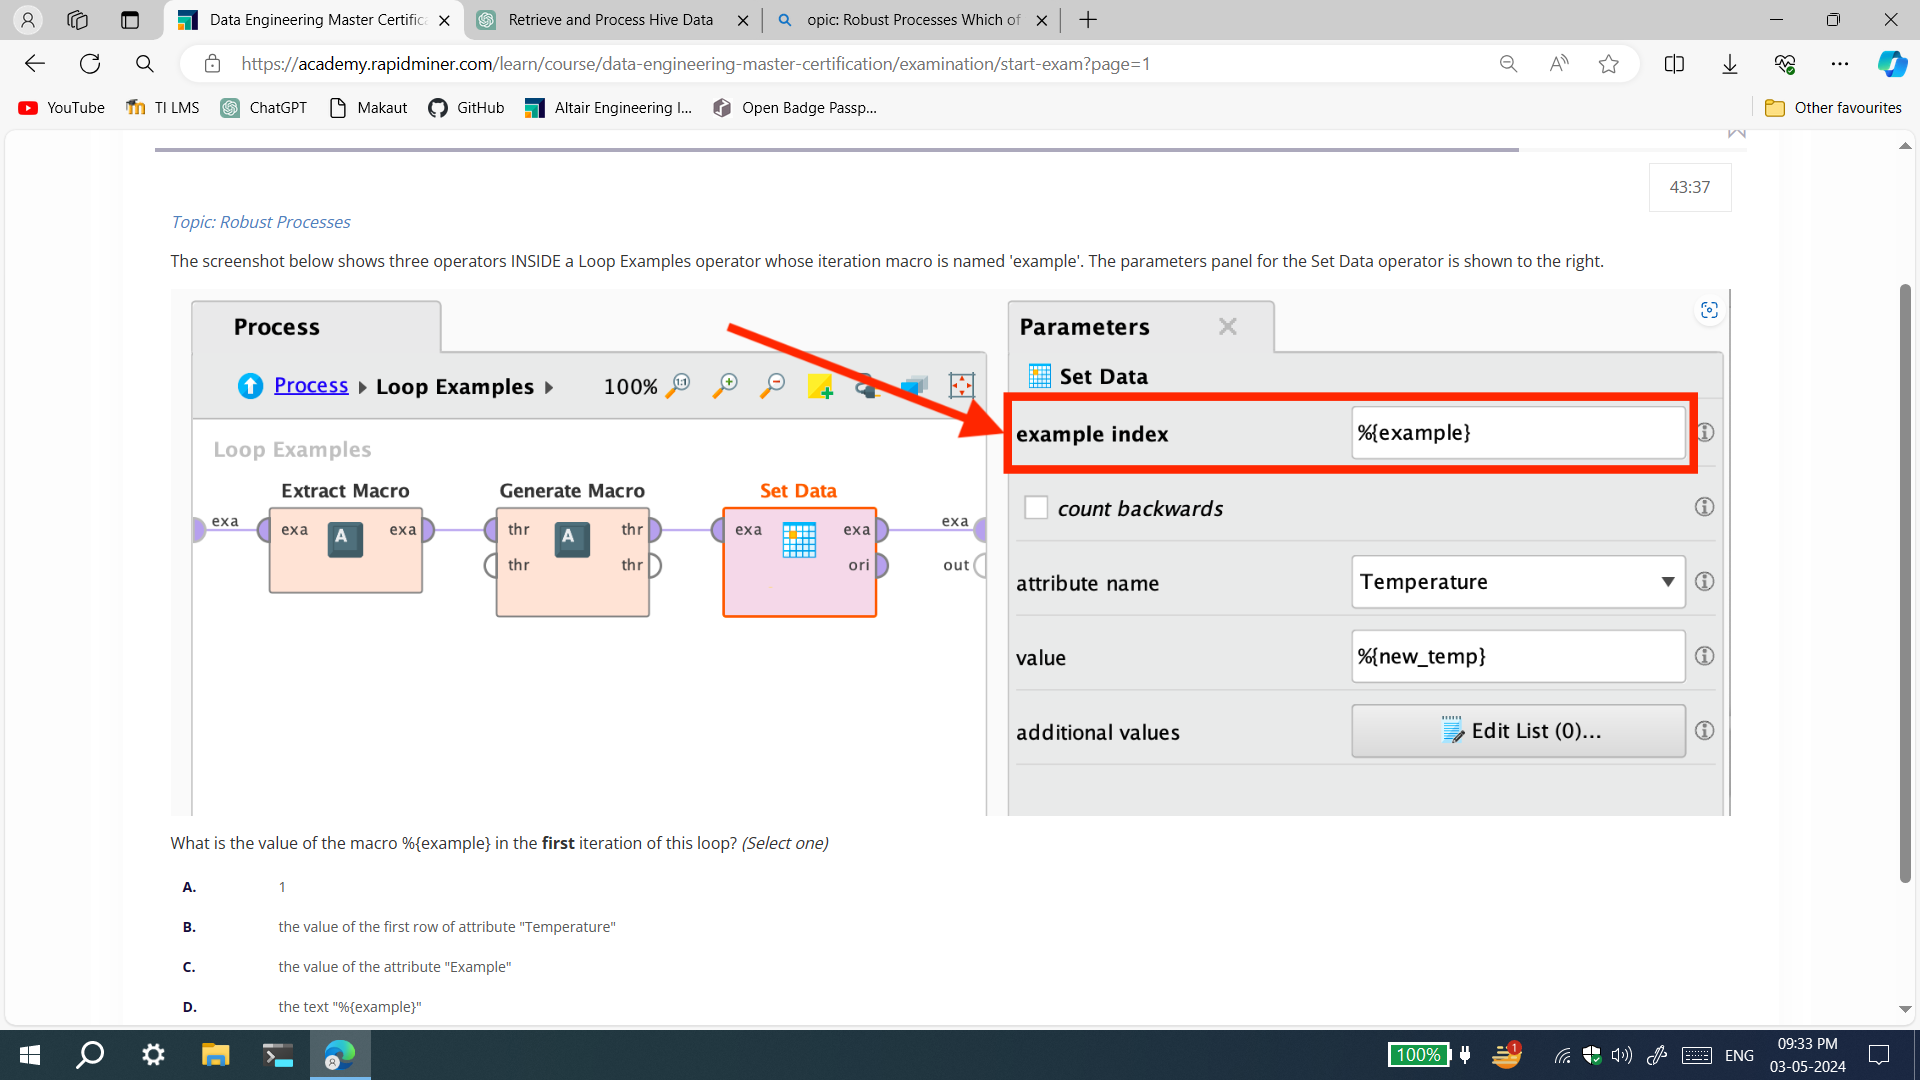 Data Engineering Master Certific
Retrieve and Process Hive Data
opic: Robust Processes Which of
https://academy.rapidminer.com/learn/course/data-engineering-master-certification/examination/start-exam?page=1
YouTube
TI LMS
ChatGPT
Makaut
GitHub
Altair Engineering I...
Open Badge Passp...
Other favourites
43:37
Topic: Robust Processes
The screenshot below shows three operators INSIDE a Loop Examples operator whose iteration macro is named 'example'. The parameters panel for the Set Data operator is shown to the right.
Process
Process Loop Examples
100%
Loop Examples
Extract Macro
Generate Macro
Set Data
exa
exa
exa
thr
thr
exa
exa
exa
thr
thr
ori
out
Parameters
Set Data
example index
%{example}
count backwards
attribute name
Temperature
value
%{new_temp}
additional values
Edit List (0)...
What is the value of the macro %{example} in the first iteration of this loop? (Select one)
A. 1
B. the value of the first row of attribute "Temperature"
C. the value of the attribute "Example"
D. the text "%{example}"
100%
1
ENG
09:33 PM
03-05-2024